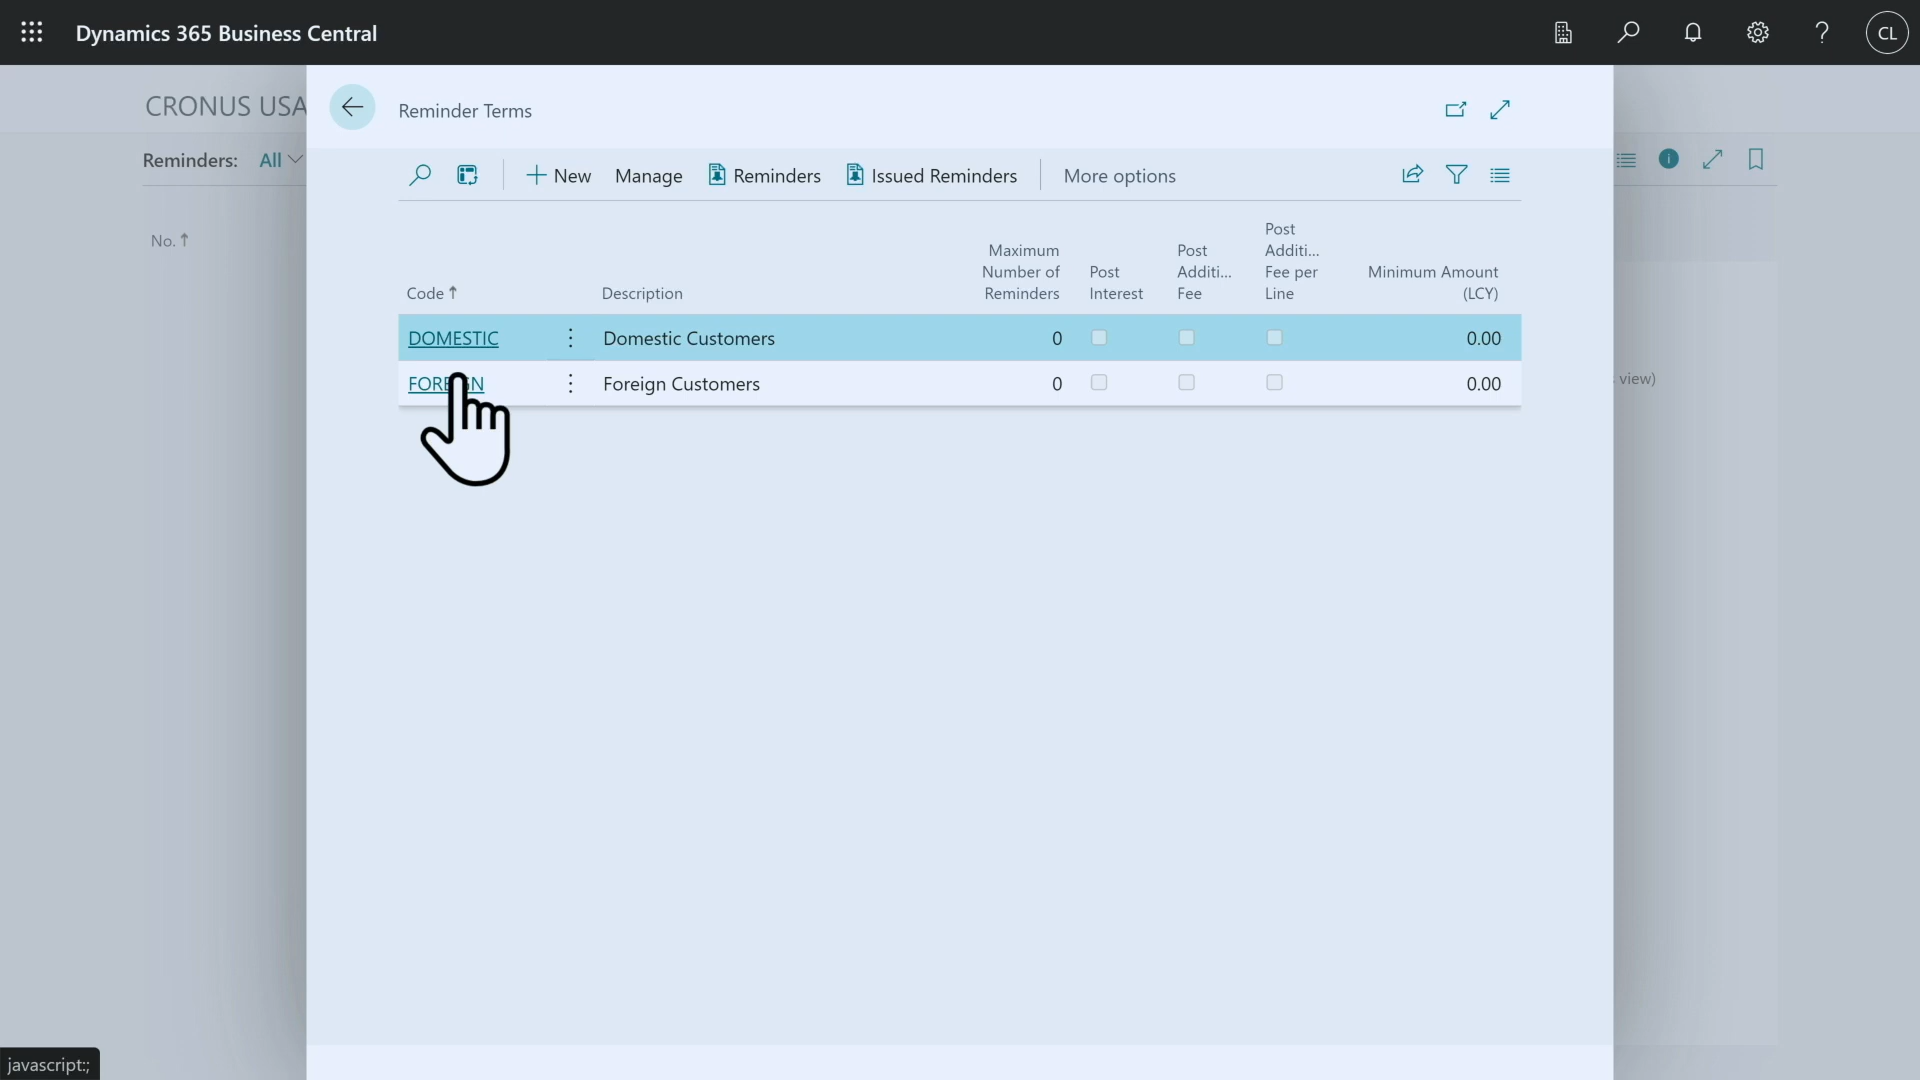 Dynamics 365 Business Central
CL
CRONUS USA
Reminder Terms
Reminders: All
New Manage Reminders Issued Reminders More options
No. ↑
Code ↑ Description Maximum Number of Reminders Post Interest Post Additi... Fee Post Additi... Fee per Line Minimum Amount (LCY)
DOMESTIC Domestic Customers 0 0.00
FOREIGN Foreign Customers 0 0.00
view)
javascript:;